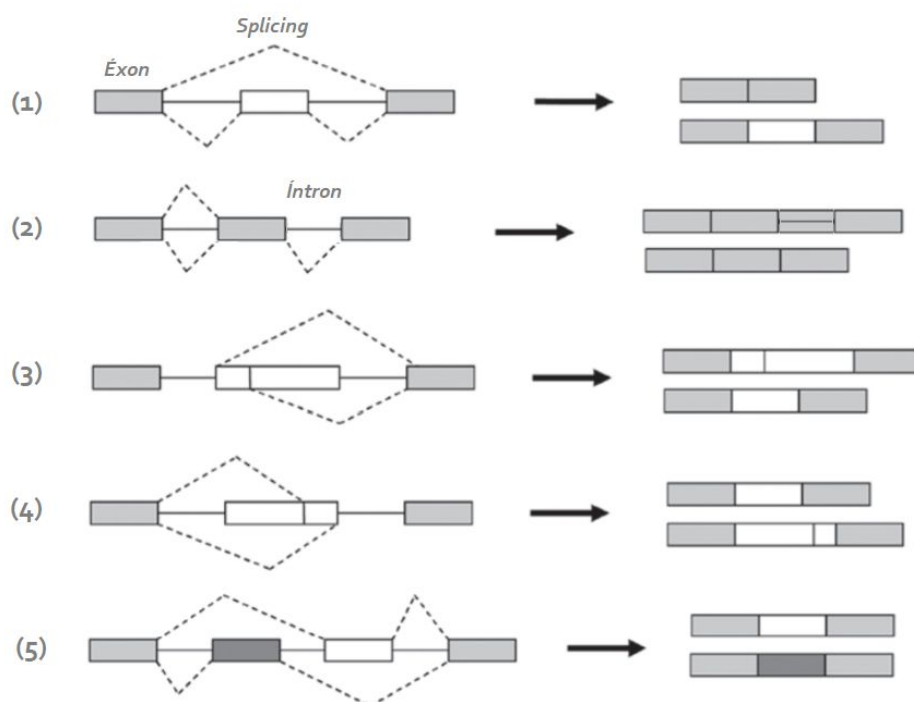 Splicing
Éxon
(1)
Íntron
(2)
(3)
(4)
(5)